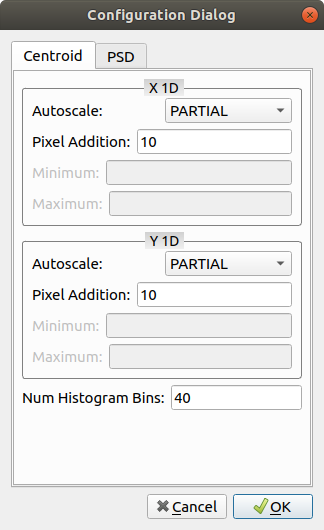 Configuration Dialog
Centroid
PSD
X 1D
Autoscale: PARTIAL
Pixel Addition: 10
Minimum:
Maximum:
Y 1D
Autoscale: PARTIAL
Pixel Addition: 10
Minimum:
Maximum:
Num Histogram Bins: 40
Cancel
OK